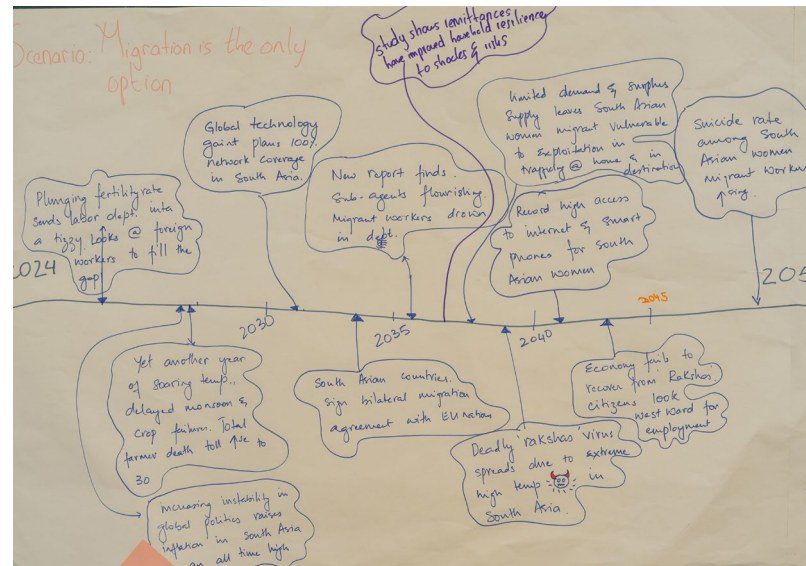 Scenario: Migration is the only
option
study shows remittances
have improved household resilience
to shocks & risks
Global technology
gaint plans 100%
network coverage
in South Asia.
New report finds.
Sub-agents flourishing.
Migrant workers drown
in debt.
limited demand & surplus
supply leaves South Asian
women migrant vulnerable
to exploitation in
trappely @ home & in
destination
Suicide rate
among South
Asian women
migrant workers
rising.
Plunging fertility rate
sends labor dept. into
a tizzy. Looks @ foreign
workers to fill the
gap
Record high access
to internet & smart
phones for South
Asian women
2024
2030
2035
2040
2045
205
Yet another year
of soaring temp..
delayed monsoon &
crop failure. Total
farmer death toll ↑se to
30
South Asian countries.
sign bilateral migration
agreement with EU nation
Deadly 'rakshas' virus
spreads due to extreme
high temp in
South Asia.
Economy fails to
recover from 'Rakshas'
citizens look
west ward for
employment
increasing instability in
global politics raises
inflation in South Asia
an all time high